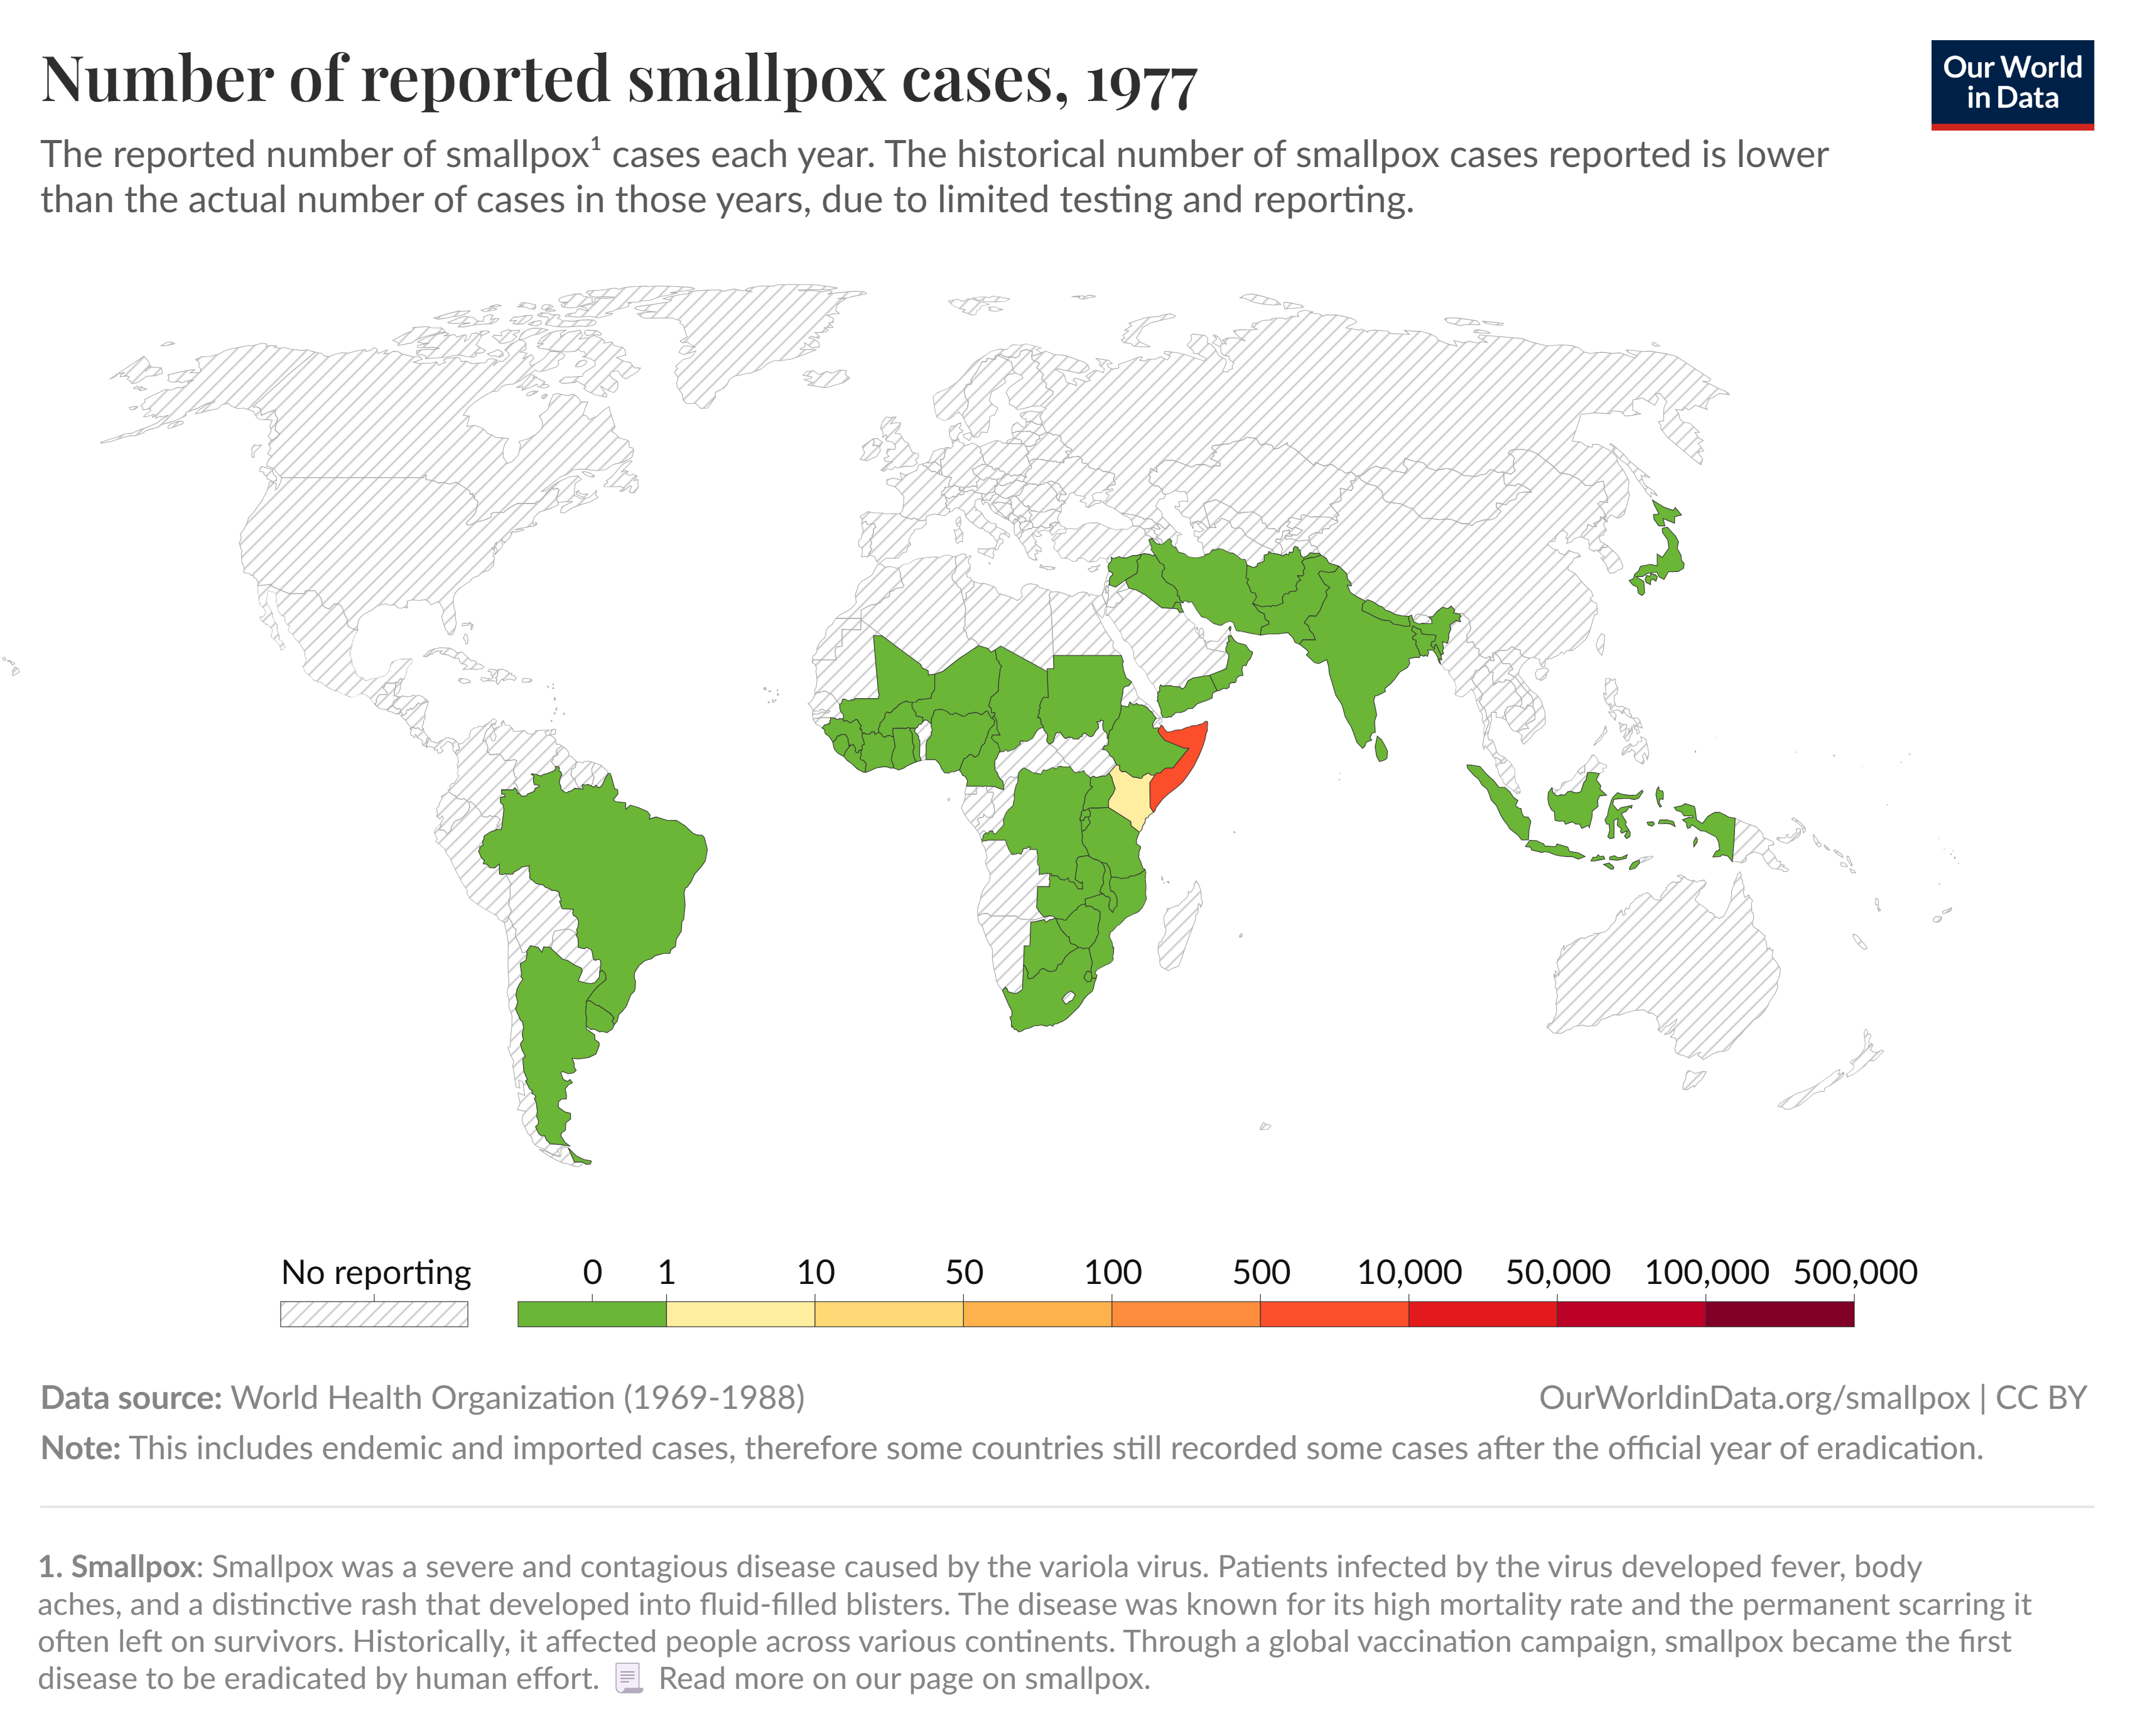 Number of reported smallpox cases, 1977
Our World
in Data
The reported number of smallpox¹ cases each year. The historical number of smallpox cases reported is lower
than the actual number of cases in those years, due to limited testing and reporting.
No reporting
0 1 10 50 100 500 10,000 50,000 100,000 500,000
Data source: World Health Organization (1969-1988)
OurWorldinData.org/smallpox | CC BY
Note: This includes endemic and imported cases, therefore some countries still recorded some cases after the official year of eradication.
1. Smallpox: Smallpox was a severe and contagious disease caused by the variola virus. Patients infected by the virus developed fever, body
aches, and a distinctive rash that developed into fluid-filled blisters. The disease was known for its high mortality rate and the permanent scarring it
often left on survivors. Historically, it affected people across various continents. Through a global vaccination campaign, smallpox became the first
disease to be eradicated by human effort. Read more on our page on smallpox.